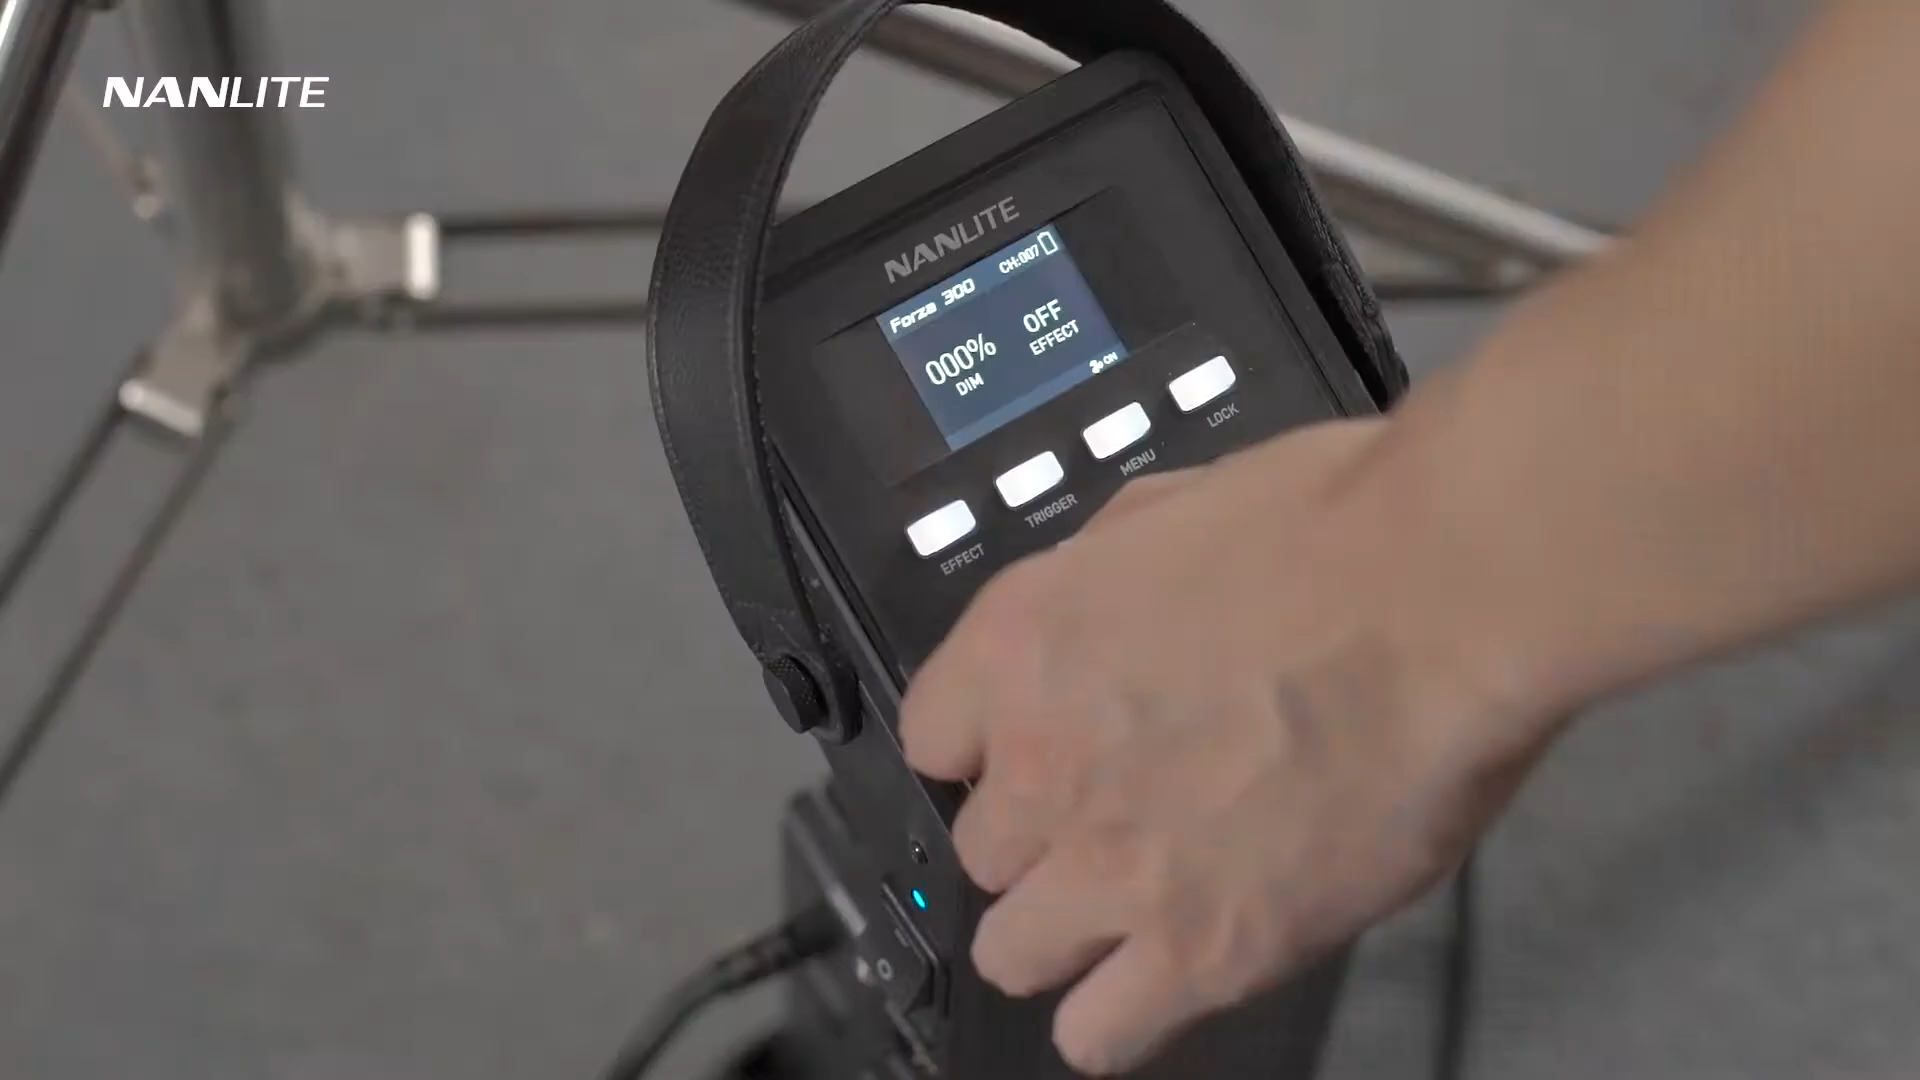 NANLITE
NANLITE
Forza 300 CH:007
000% OFF
DIM EFFECT
ON
LOCK
MENU
TRIGGER
EFFECT
O